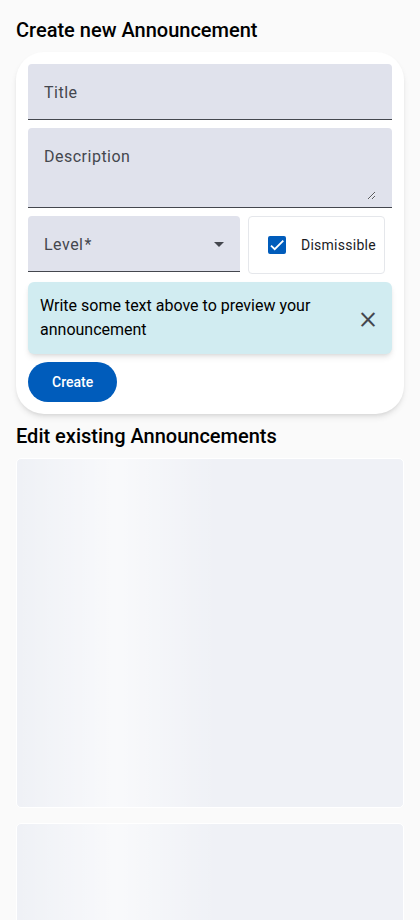 Create new Announcement
Title
Description
Level*
Dismissible
Write some text above to preview your
announcement
Create
Edit existing Announcements